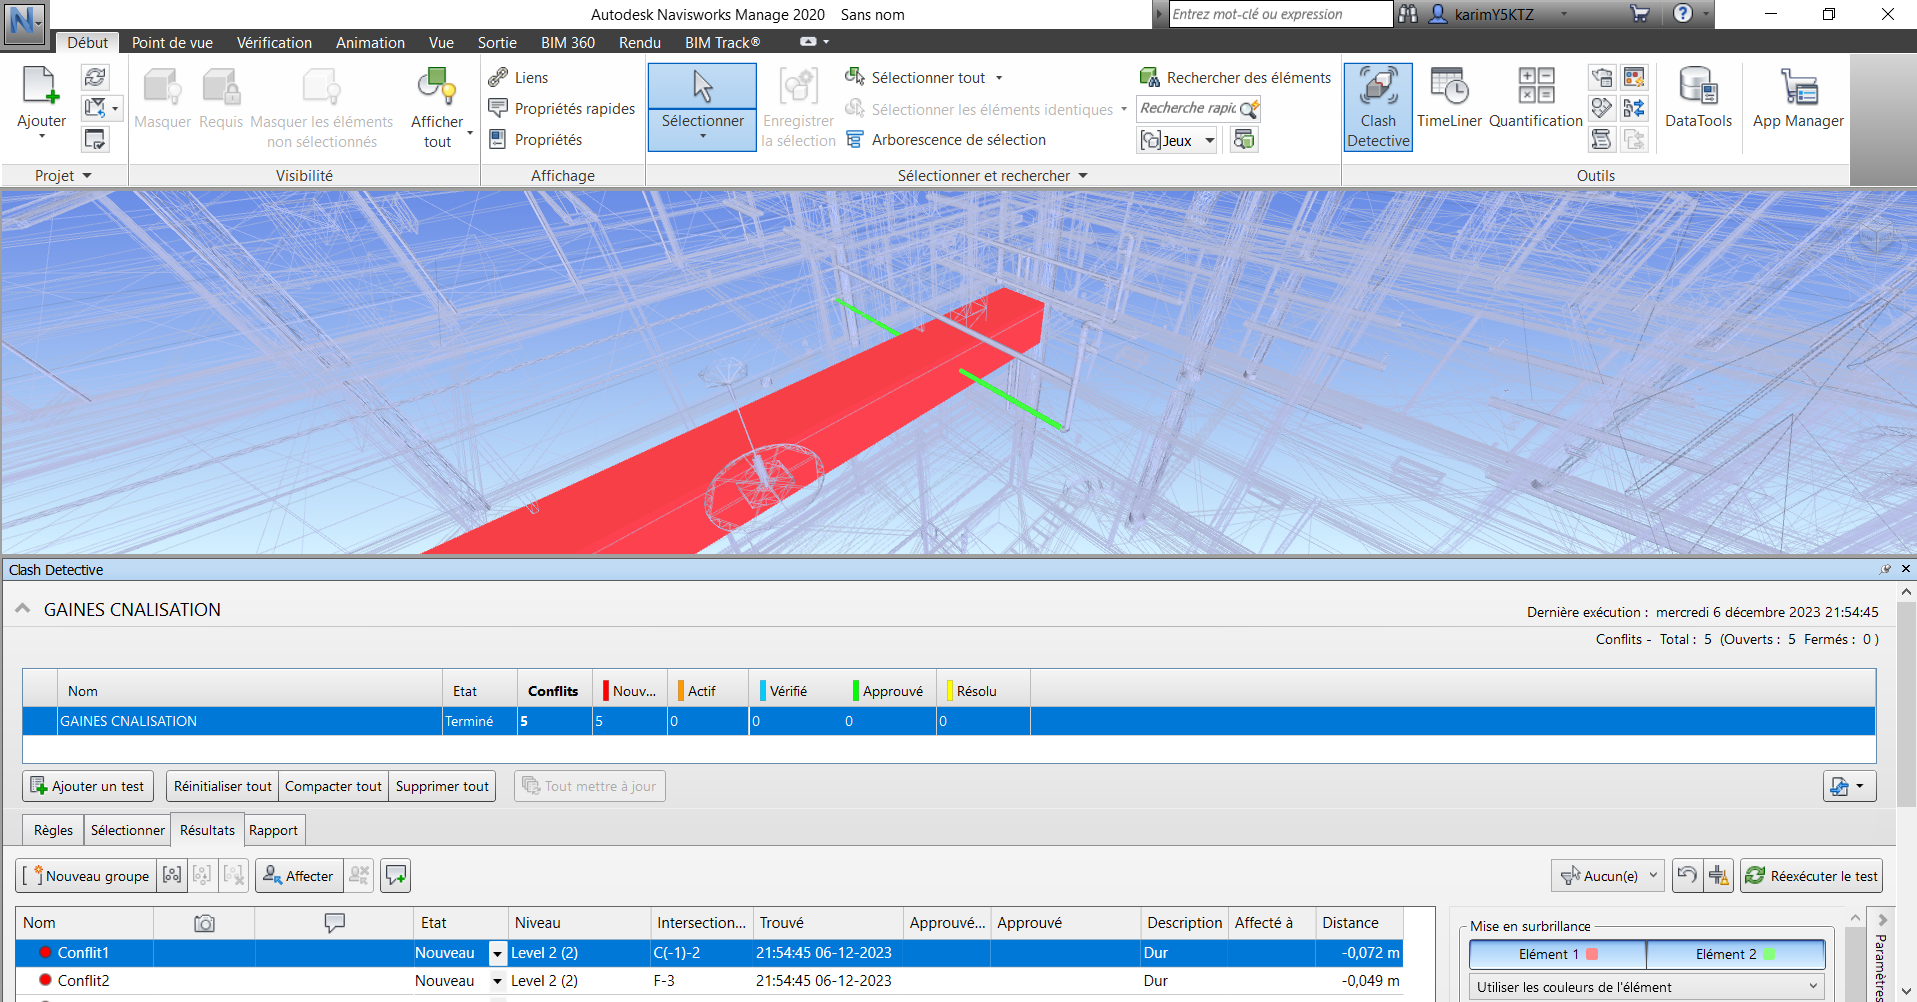 Autodesk Navisworks Manage 2020 Sans nom
Entrez mot-clé ou expression
karimY5KTZ
Début Point de vue Vérification Animation Vue Sortie BIM 360 Rendu BIM Track®
Ajouter
Projet
Masquer
Requis
Masquer les éléments
non sélectionnés
Afficher
tout
Visibilité
Liens
Propriétés rapides
Propriétés
Affichage
Sélectionner
Enregistrer
la sélection
Sélectionner tout
Sélectionner les éléments identiques
Arborescence de sélection
Rechercher des éléments
Recherche rapic
Jeux
Sélectionner et rechercher
Clash
Detective
TimeLiner
Quantification
DataTools
App Manager
Outils
Clash Detective
GAINES CNALISATION
Dernière exécution : mercredi 6 décembre 2023 21:54:45
Conflits - Total : 5 (Ouverts : 5 Fermés : 0 )
Nom Etat Conflits Nouv... Actif Vérifié Approuvé Résolu
GAINES CNALISATION Terminé 5 5 0 0 0 0
Ajouter un test Réinitialiser tout Compacter tout Supprimer tout Tout mettre à jour
Règles Sélectionner Résultats Rapport
Nouveau groupe Affecter Aucun(e) Réexécuter le test
Nom Etat Niveau Intersection... Trouvé Approuvé... Approuvé Description Affecté à Distance
Conflit1 Nouveau Level 2 (2) C(-1)-2 21:54:45 06-12-2023 Dur -0,072 m
Conflit2 Nouveau Level 2 (2) F-3 21:54:45 06-12-2023 Dur -0,049 m
Mise en surbrillance
Elément 1 Elément 2
Utiliser les couleurs de l'élément
Paramètres